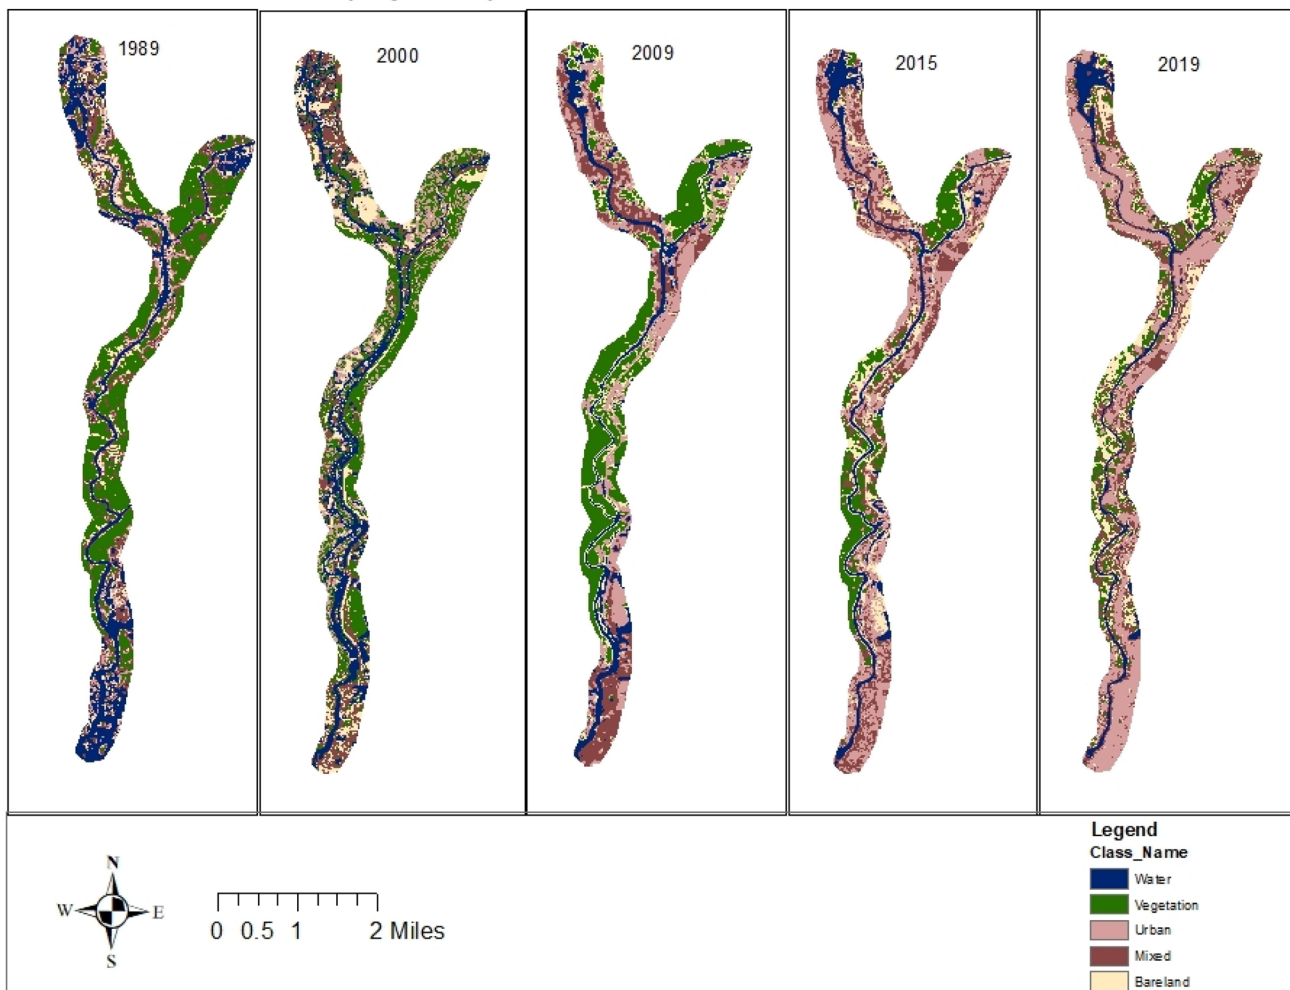 1989
2000
2009
2015
2019
N
W
E
S
0 0.5 1 2 Miles
Legend
Class_Name
Water
Vegetation
Urban
Mixed
Bareland